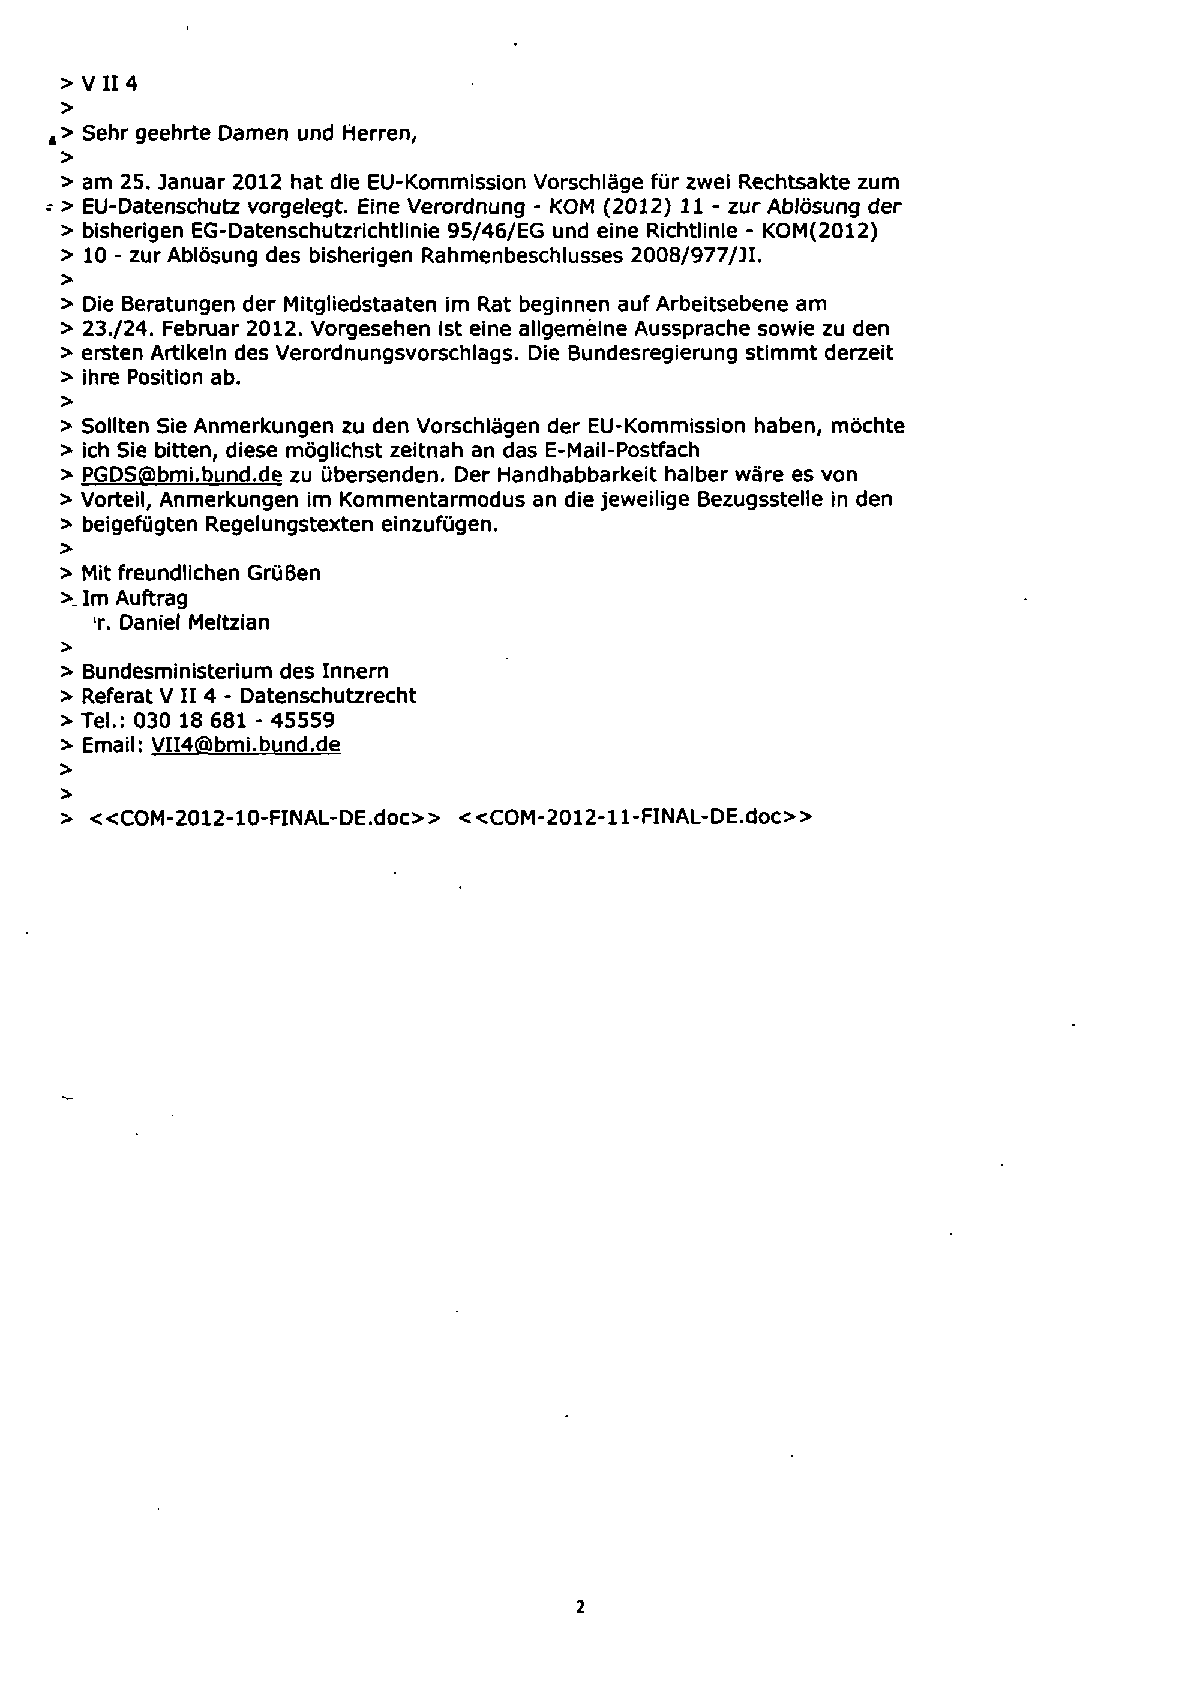 > V II 4
>
> Sehr geehrte Damen und Herren,
>
> am 25. Januar 2012 hat die EU-Kommission Vorschläge für zwei Rechtsakte zum
> EU-Datenschutz vorgelegt. Eine Verordnung - KOM (2012) 11 - zur Ablösung der
> bisherigen EG-Datenschutzrichtlinie 95/46/EG und eine Richtlinie - KOM(2012)
> 10 - zur Ablösung des bisherigen Rahmenbeschlusses 2008/977/JI.
>
> Die Beratungen der Mitgliedstaaten im Rat beginnen auf Arbeitsebene am
> 23./24. Februar 2012. Vorgesehen ist eine allgemeine Aussprache sowie zu den
> ersten Artikeln des Verordnungsvorschlags. Die Bundesregierung stimmt derzeit
> ihre Position ab.
>
> Sollten Sie Anmerkungen zu den Vorschlägen der EU-Kommission haben, möchte
> ich Sie bitten, diese möglichst zeitnah an das E-Mail-Postfach
> PGDS@bmi.bund.de zu übersenden. Der Handhabbarkeit halber wäre es von
> Vorteil, Anmerkungen im Kommentarmodus an die jeweilige Bezugsstelle in den
> beigefügten Regelungstexten einzufügen.
>
> Mit freundlichen Grüßen
> Im Auftrag
r. Daniel Meltzian
>
> Bundesministerium des Innern
> Referat V II 4 - Datenschutzrecht
> Tel.: 030 18 681 - 45559
> Email: VII4@bmi.bund.de
>
>
> <<COM-2012-10-FINAL-DE.doc>> <<COM-2012-11-FINAL-DE.doc>>
2